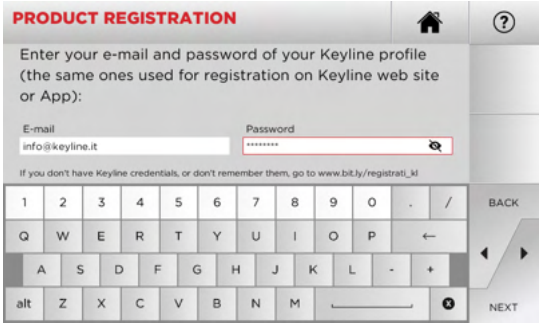 PRODUCT REGISTRATION
?
Enter your e-mail and password of your Keyline profile
(the same ones used for registration on Keyline web site
or App):
E-mail Password
info@keyline.it ********
If you don't have Keyline credentials, or don't remember them, go to www.bit.ly/registrati_kl
1 2 3 4 5 6 7 8 9 0 . / BACK
Q W E R T Y U I O P ←
A S D F G H J K L - +
alt Z X C V B N M NEXT